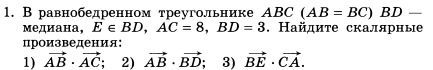 1. В равнобедренном треугольнике ABC (AB = BC) BD —
медиана, E ∈ BD, AC = 8, BD = 3. Найдите скалярные
произведения:
1) →AB · →AC; 2) →AB · →BD; 3) →BE · →CA.